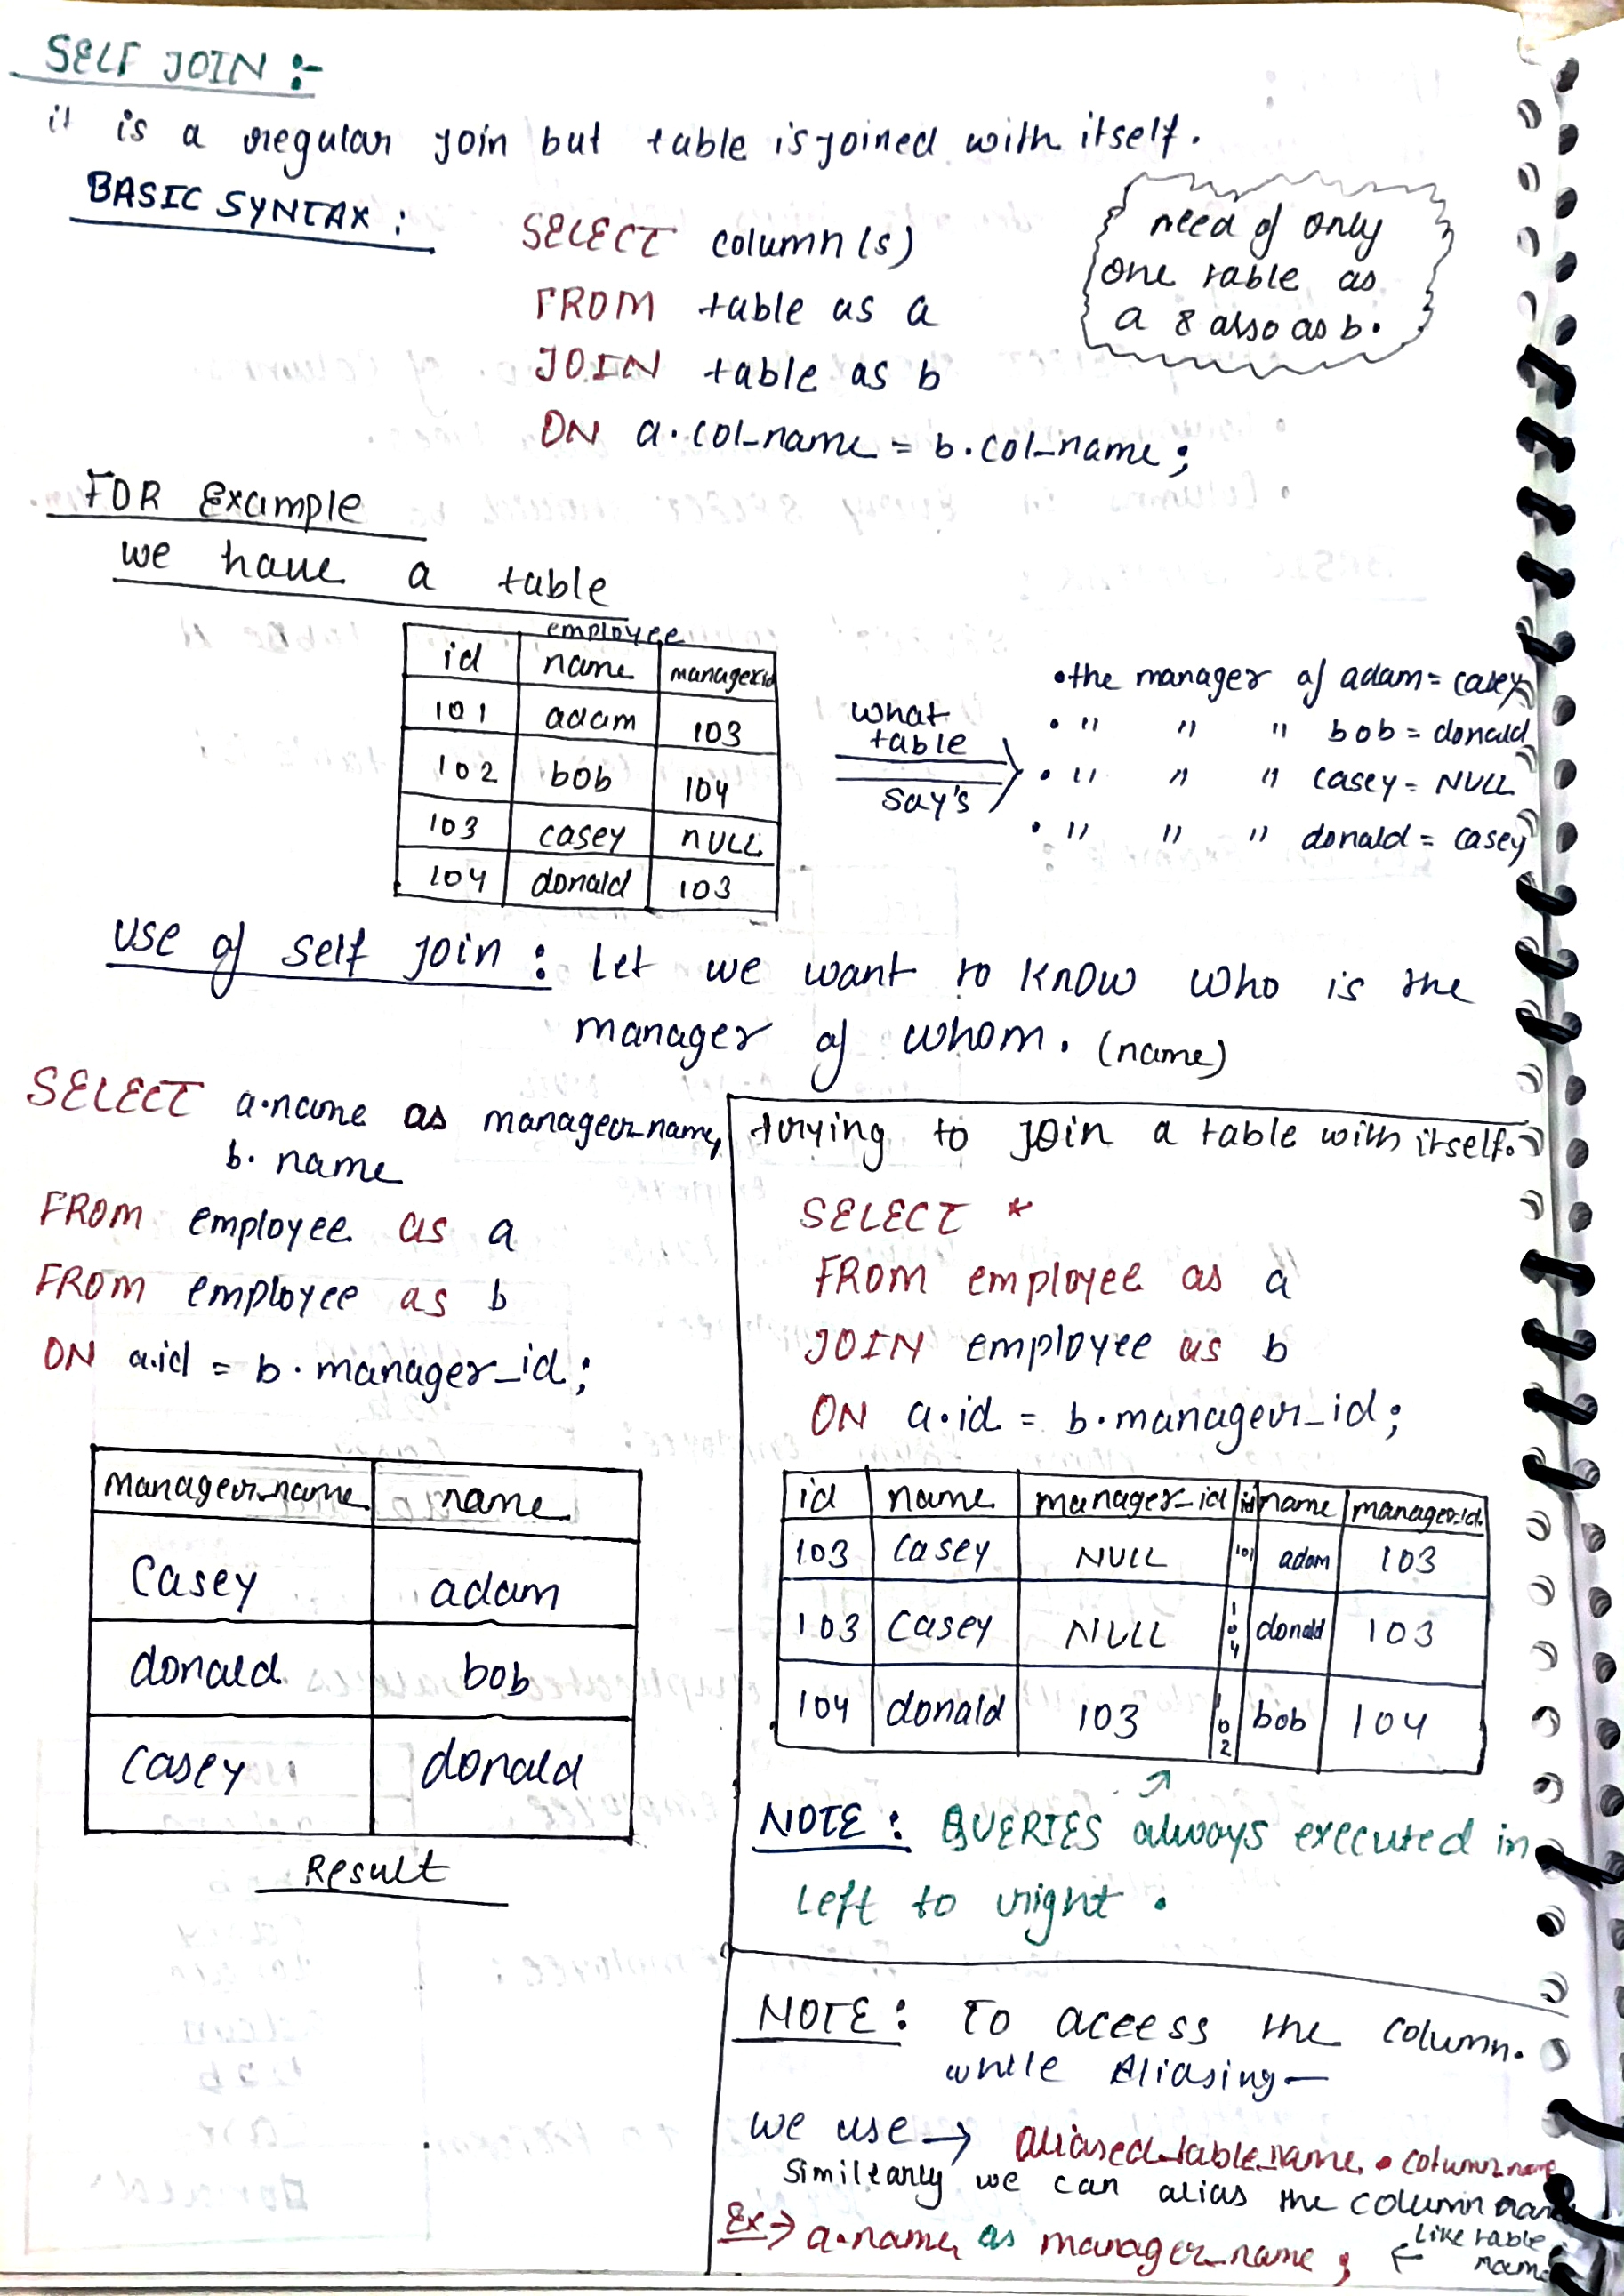 SELF JOIN :-
it is a regular join but table is joined with itself.
BASIC SYNTAX :
SELECT column(s)
FROM table as a
JOIN table as b
ON a.col_name = b.col_name;
need of only
one table as
a & also as b.
FOR Example
we have a table
employee
id name managerid
101 adam 103
102 bob 104
103 casey NULL
104 donald 103
what
table
say's
• the manager of adam = casey
• " " " bob = donald
• " " " casey = NULL
• " " " donald = casey
use of self join : Let we want to know who is the
manager of whom. (name)
SELECT a.name as manager_name,
b.name
FROM employee as a
FROM employee as b
ON a.id = b.manager_id;
manager_name name
Casey adam
donald bob
casey donald
Result
trying to join a table with itself.
SELECT *
FROM employee as a
JOIN employee as b
ON a.id = b.manager_id;
id name manager_id id name manager_id
103 casey NULL 101 adam 103
103 casey NULL 104 donald 103
104 donald 103 102 bob 104
NOTE : QUERIES always executed in
left to right.
NOTE : To aceess the column.
while Aliasing —
we use → aliased_table_name . column name
Similearly we can alias the column name
Like table
name
Ex → a.name as manager_name ;